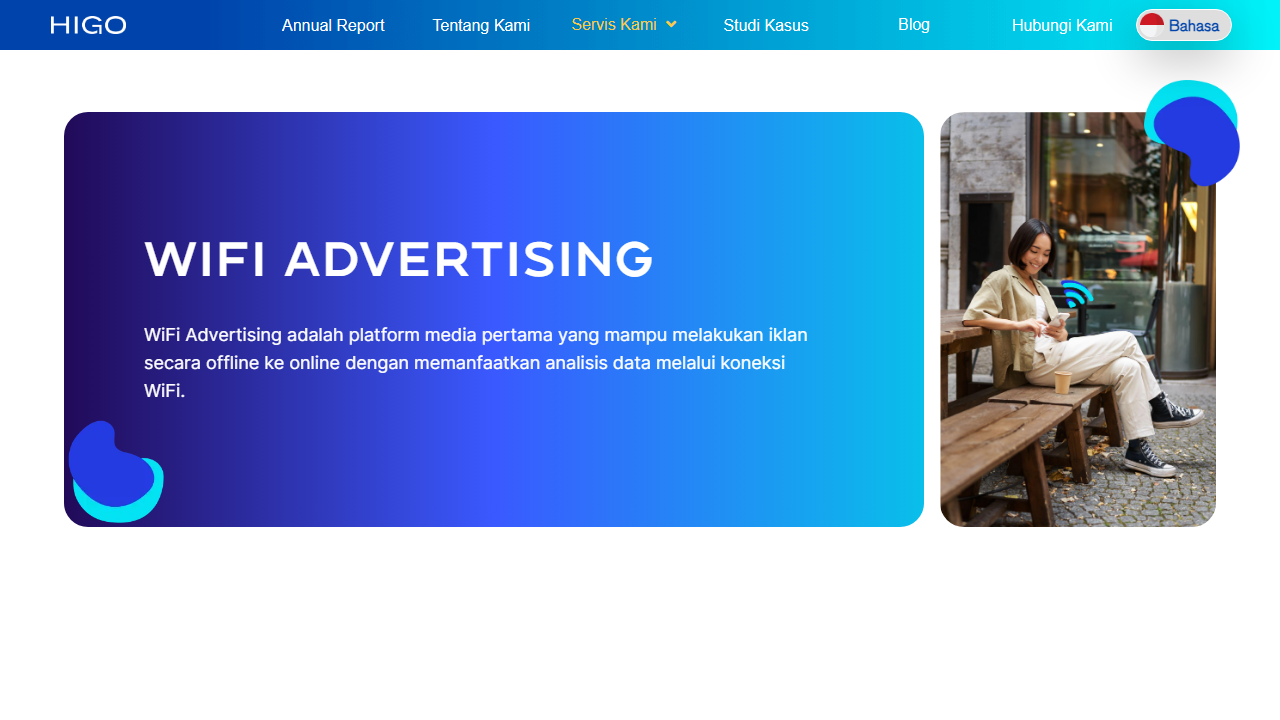 HIGO
Annual Report
Tentang Kami
Servis Kami
Studi Kasus
Blog
Hubungi Kami
Bahasa
WIFI ADVERTISING
WiFi Advertising adalah platform media pertama yang mampu melakukan iklan
secara offline ke online dengan memanfaatkan analisis data melalui koneksi
WiFi.